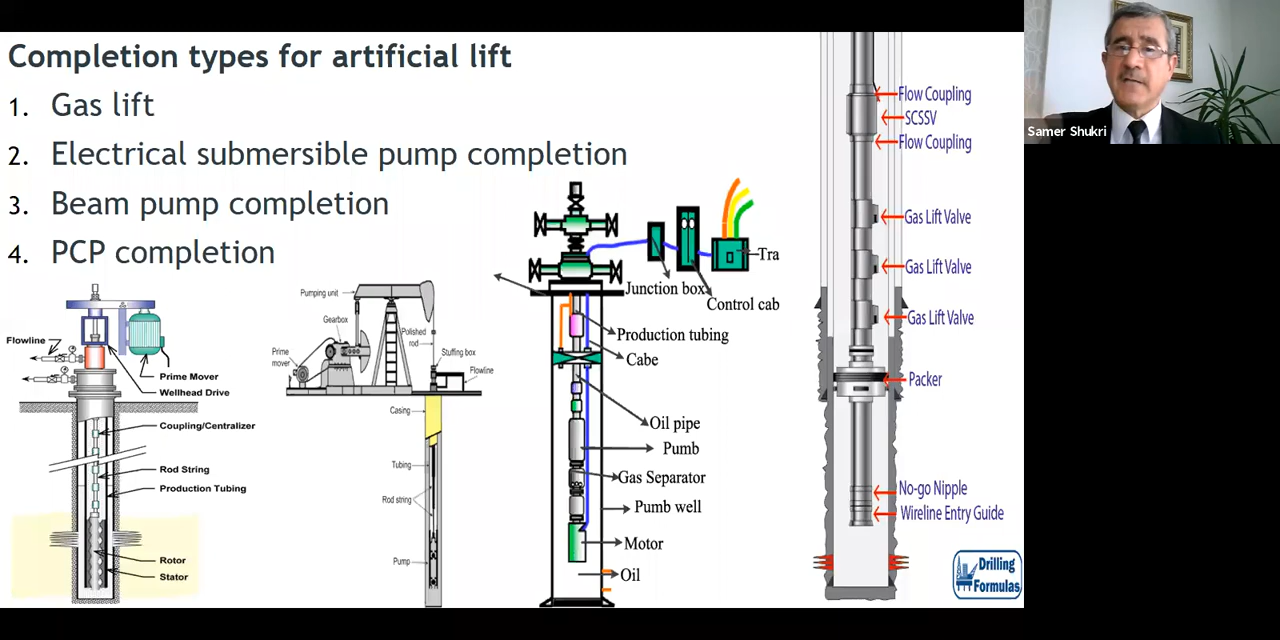 Completion types for artificial lift
1. Gas lift
2. Electrical submersible pump completion
3. Beam pump completion
4. PCP completion
Flowline
Prime Mover
Wellhead Drive
Coupling/Centralizer
Rod String
Production Tubing
Rotor
Stator
Pumping unit
Gearbox
Prime
mover
Polished
rod
Stuffing box
Flowline
Casing
Tubing
Rod string
Pump
Tra
Junction box
Control cab
Production tubing
Cabe
Oil pipe
Pumb
Gas Separator
Pumb well
Motor
Oil
Flow Coupling
SCSSV
Flow Coupling
Gas Lift Valve
Gas Lift Valve
Gas Lift Valve
Packer
No-go Nipple
Wireline Entry Guide
Drilling
Formulas
Samer Shukri